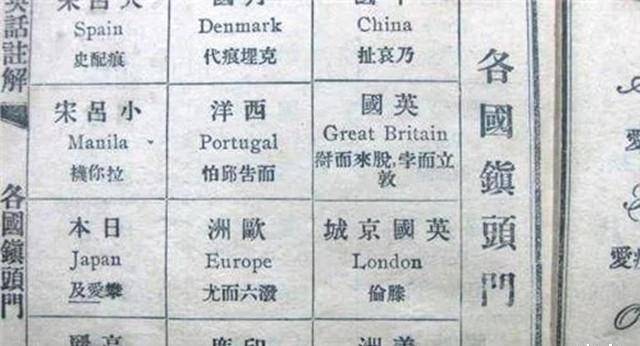 各國鎮頭門
China
扯哀乃
Denmark
代痕埋克
Spain
史配痕
英國
Great Britain
搿而來脫,孛而立
敦
西洋
Portugal
怕邱告而
小呂宋
Manila
襪你拉
英國京城
London
倫滕
歐洲
Europe
尤而六潑
日本
Japan
及愛攀
英話註解
各國鎮頭門